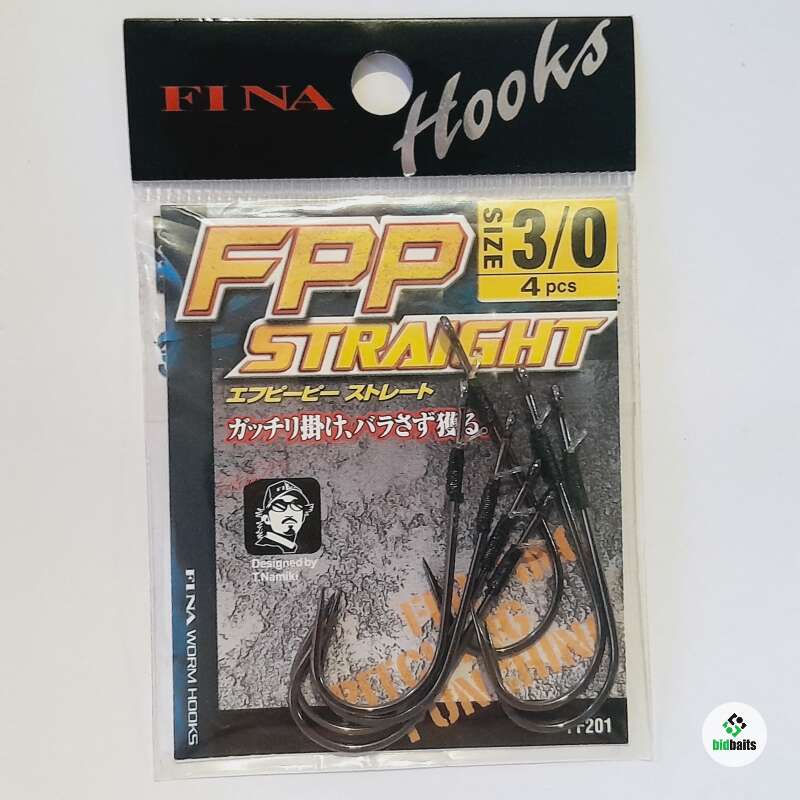 FINA
Hooks
SIZE
3/0
4 pcs
FPP
STRAIGHT
エフピーピー ストレート
ガッチリ掛け、バラさず獲る。
Designed by
T.Namiki
PUNCHING
FINA WORM HOOKS
201
bidbaits